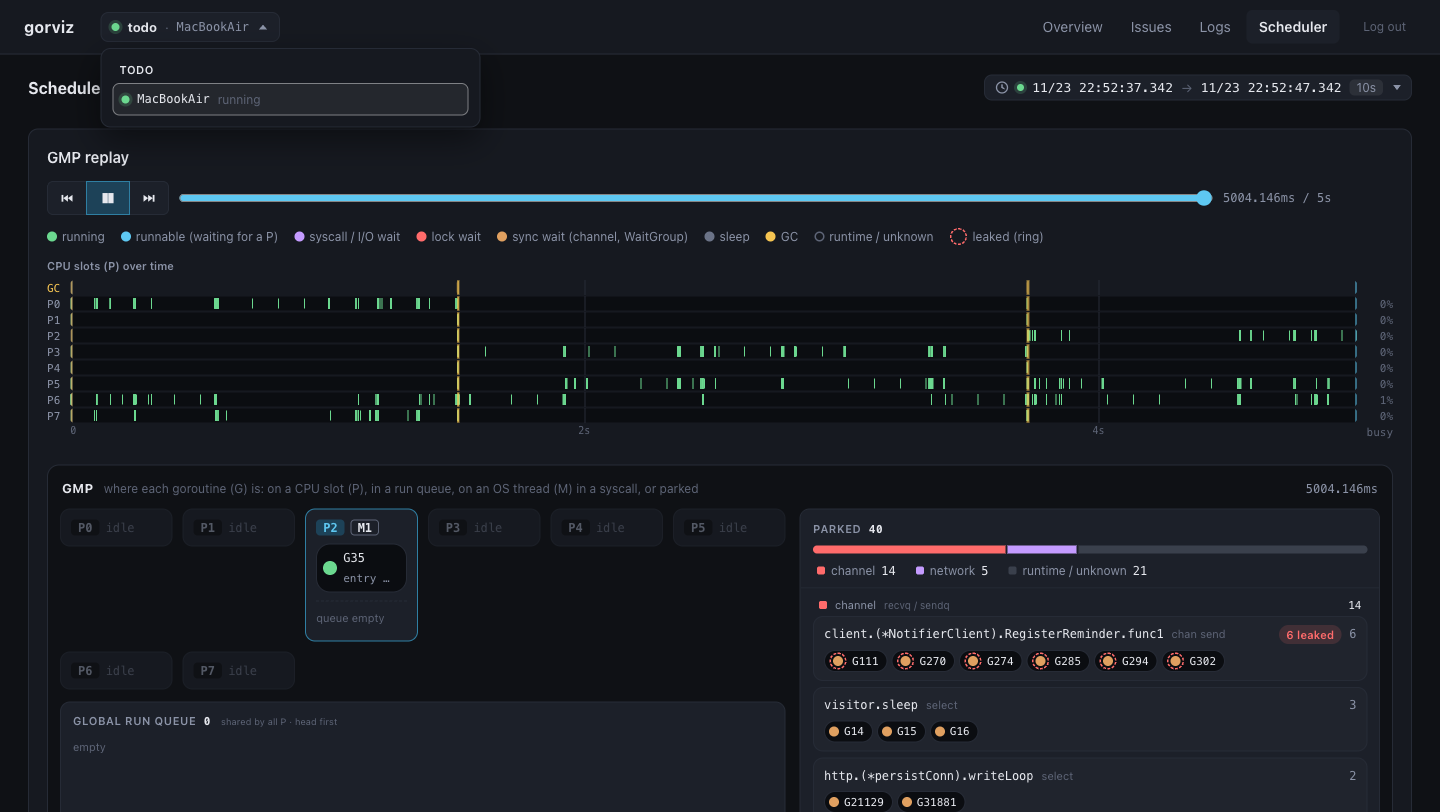 gorviz todo · MacBookAir Overview Issues Logs Scheduler Log out
TODO
MacBookAir running
Schedule
11/23 22:52:37.342 → 11/23 22:52:47.342 10s
GMP replay
5004.146ms / 5s
running runnable (waiting for a P) syscall / I/O wait lock wait sync wait (channel, WaitGroup) sleep GC runtime / unknown leaked (ring)
CPU slots (P) over time
GC
P0 0%
P1 0%
P2 0%
P3 0%
P4 0%
P5 0%
P6 1%
P7 0%
0 2s 4s busy
GMP where each goroutine (G) is: on a CPU slot (P), in a run queue, on an OS thread (M) in a syscall, or parked 5004.146ms
P0 idle
P1 idle
P2 M1
G35
entry …
queue empty
P3 idle
P4 idle
P5 idle
P6 idle
P7 idle
GLOBAL RUN QUEUE 0 shared by all P · head first
empty
PARKED 40
channel 14 network 5 runtime / unknown 21
channel recvq / sendq 14
client.(*NotifierClient).RegisterReminder.func1 chan send 6 leaked 6
G111 G270 G274 G285 G294 G302
visitor.sleep select 3
G14 G15 G16
http.(*persistConn).writeLoop select 2
G21129 G31881